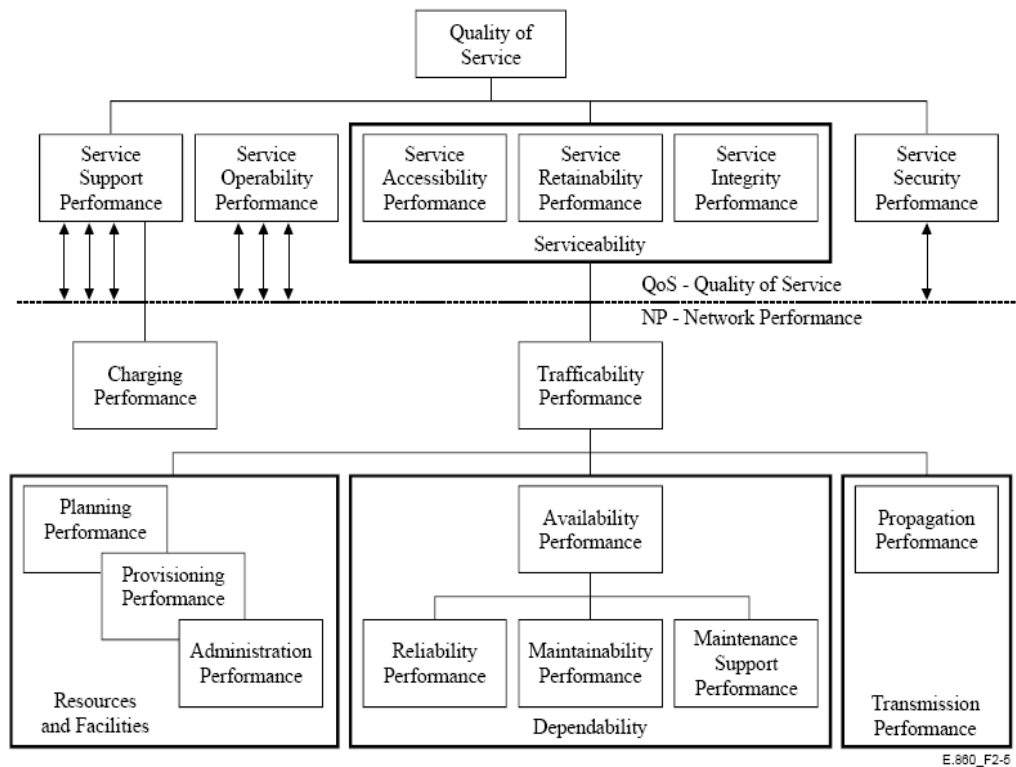 Quality of
Service
Service
Support
Performance
Service
Operability
Performance
Service
Accessibility
Performance
Service
Retainability
Performance
Service
Integrity
Performance
Serviceability
Service
Security
Performance
QoS - Quality of Service
NP - Network Performance
Charging
Performance
Trafficability
Performance
Planning
Performance
Provisioning
Performance
Administration
Performance
Resources
and Facilities
Availability
Performance
Reliability
Performance
Maintainability
Performance
Maintenance
Support
Performance
Dependability
Propagation
Performance
Transmission
Performance
E.860_F2-5